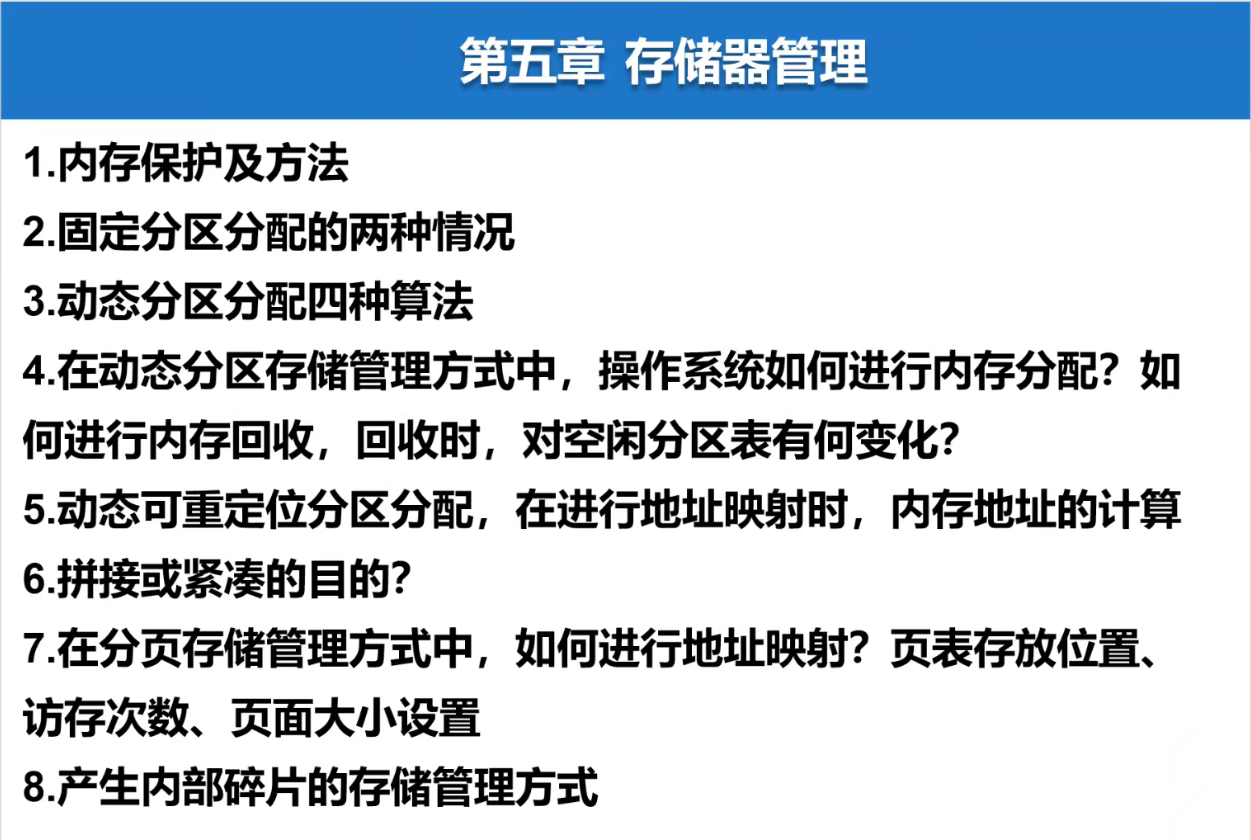 第五章 存储器管理
1.内存保护及方法
2.固定分区分配的两种情况
3.动态分区分配四种算法
4.在动态分区存储管理方式中，操作系统如何进行内存分配？如
何进行内存回收，回收时，对空闲分区表有何变化？
5.动态可重定位分区分配，在进行地址映射时，内存地址的计算
6.拼接或紧凑的目的？
7.在分页存储管理方式中，如何进行地址映射？页表存放位置、
访存次数、页面大小设置
8.产生内部碎片的存储管理方式